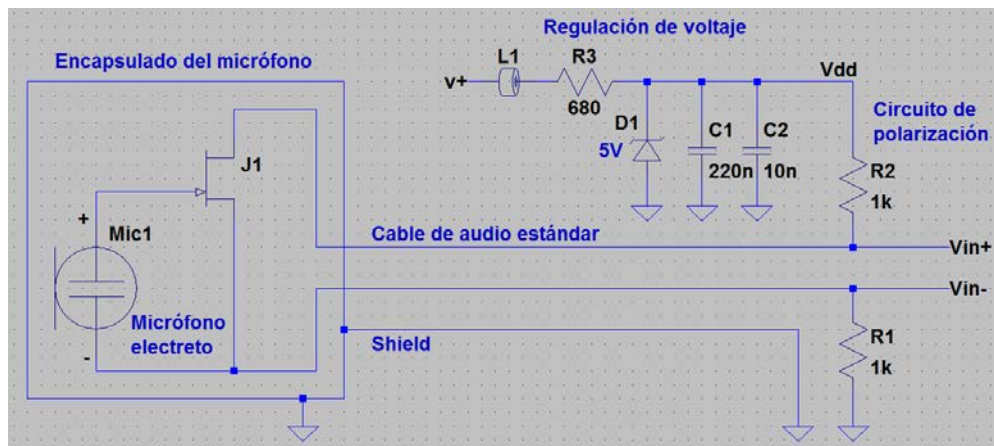 Regulación de voltaje
Encapsulado del micrófono
L1
R3
v+
680
Vdd
D1
5V
C1
220n
C2
10n
Circuito de
polarización
R2
1k
J1
+
Mic1
Micrófono
electreto
-
Cable de audio estándar
Vin+
Vin-
Shield
R1
1k